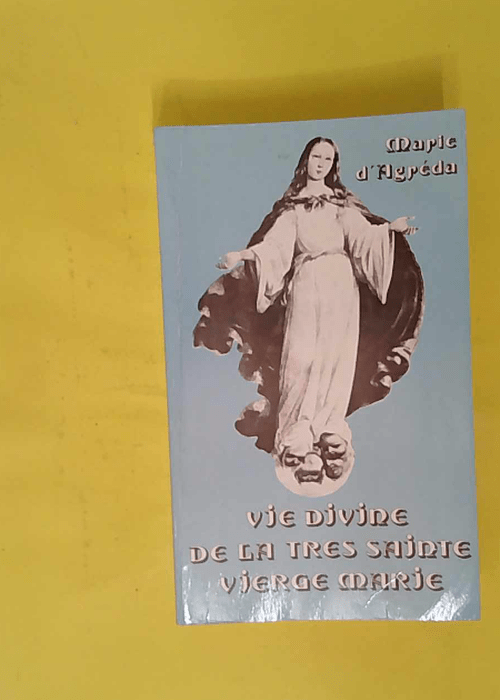 Marie
d'Agréda
VIE DIVINE
DE LA TRES SAINTE
VIERGE MARIE